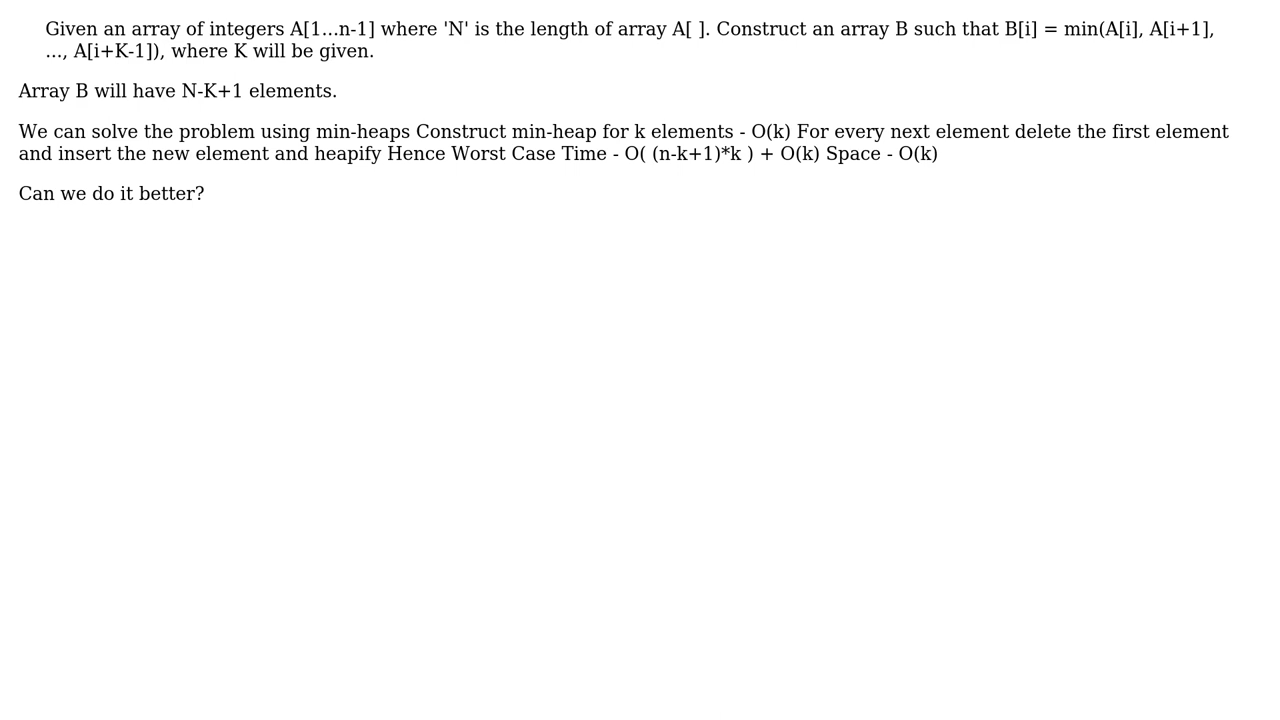 Given an array of integers A[1...n-1] where 'N' is the length of array A[ ]. Construct an array B such that B[i] = min(A[i], A[i+1],
..., A[i+K-1]), where K will be given.
Array B will have N-K+1 elements.
We can solve the problem using min-heaps Construct min-heap for k elements - O(k) For every next element delete the first element
and insert the new element and heapify Hence Worst Case Time - O( (n-k+1)*k ) + O(k) Space - O(k)
Can we do it better?